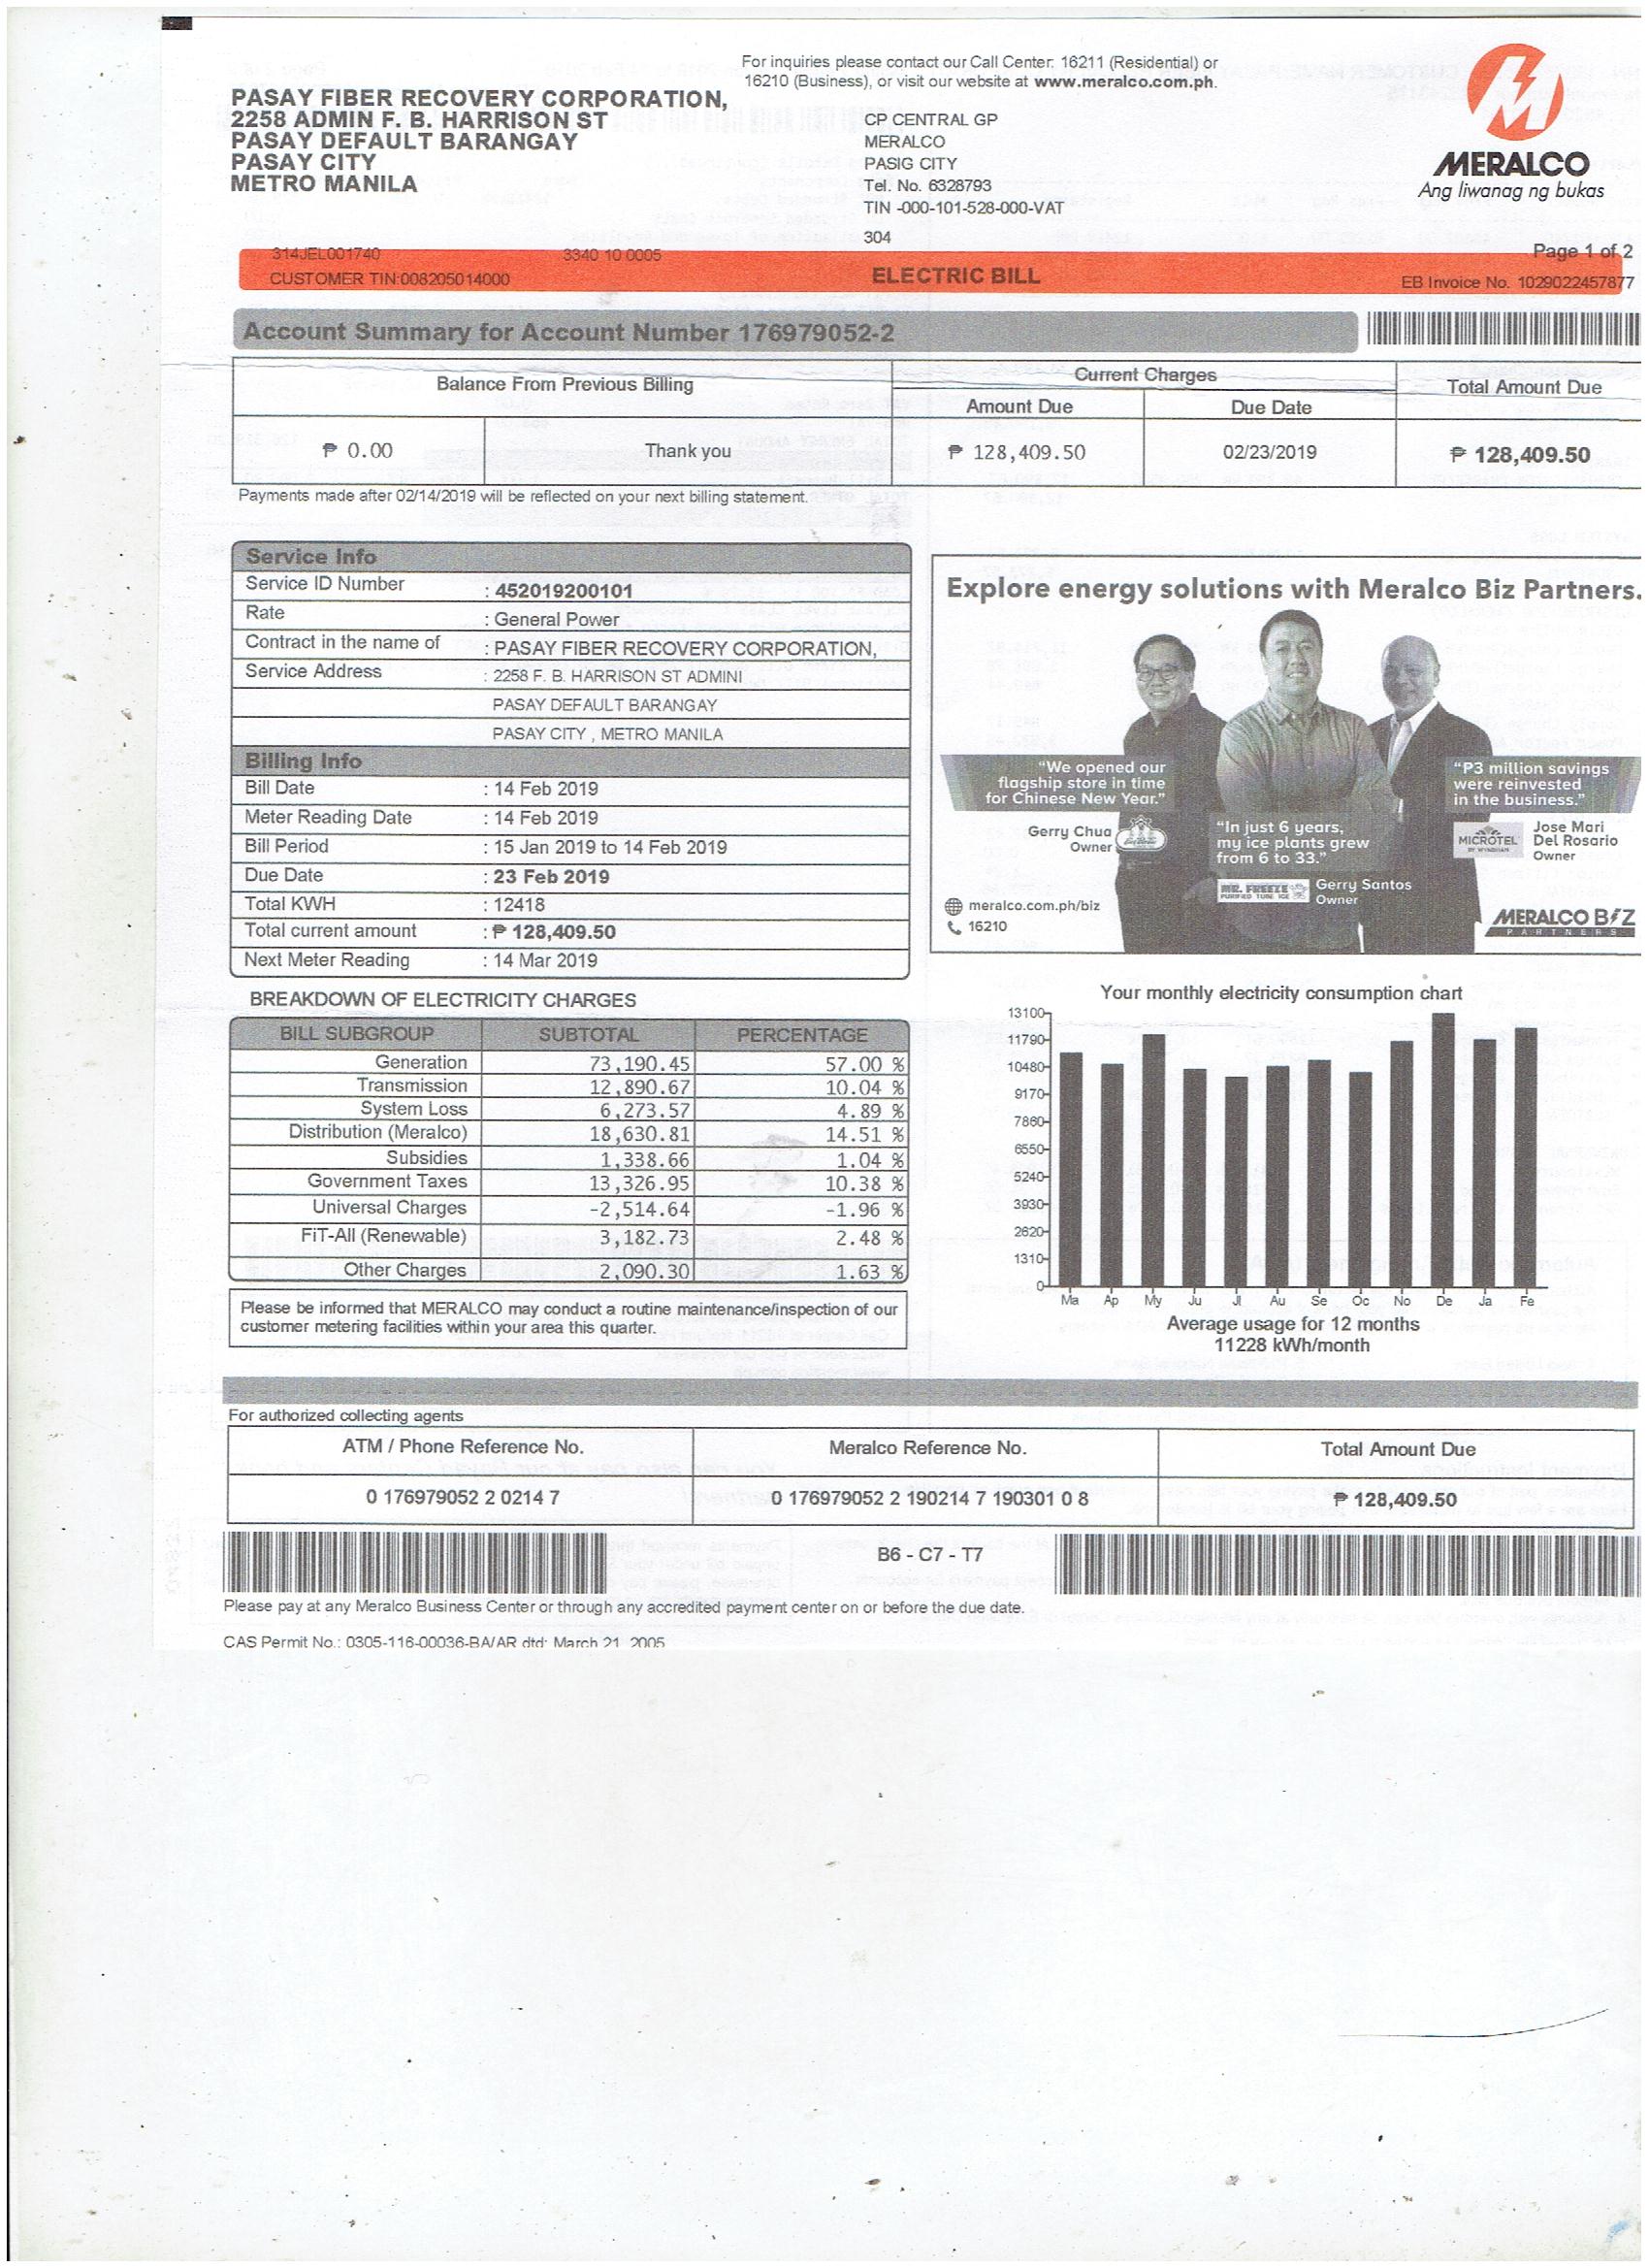 For inquiries please contact our Call Center: 16211 (Residential) or
16210 (Business), or visit our website at www.meralco.com.ph.
PASAY FIBER RECOVERY CORPORATION,
2258 ADMIN F. B. HARRISON ST
PASAY DEFAULT BARANGAY
PASAY CITY
METRO MANILA
CP CENTRAL GP
MERALCO
PASIG CITY
Tel. No. 6328793
TIN -000-101-528-000-VAT
304
MERALCO
Ang liwanag ng bukas
314JEL001740 3340 10 0005 Page 1 of 2
CUSTOMER TIN:008205014000 ELECTRIC BILL EB Invoice No. 1029022457877
Account Summary for Account Number 176979052-2
Balance From Previous Billing Current Charges Total Amount Due
Amount Due Due Date
₱ 0.00 Thank you ₱ 128,409.50 02/23/2019 ₱ 128,409.50
Payments made after 02/14/2019 will be reflected on your next billing statement.
Service Info
Service ID Number : 452019200101
Rate : General Power
Contract in the name of : PASAY FIBER RECOVERY CORPORATION,
Service Address : 2258 F. B. HARRISON ST ADMINI
PASAY DEFAULT BARANGAY
PASAY CITY , METRO MANILA
Billing Info
Bill Date : 14 Feb 2019
Meter Reading Date : 14 Feb 2019
Bill Period : 15 Jan 2019 to 14 Feb 2019
Due Date : 23 Feb 2019
Total KWH : 12418
Total current amount : ₱ 128,409.50
Next Meter Reading : 14 Mar 2019
Explore energy solutions with Meralco Biz Partners.
"We opened our
flagship store in time
for Chinese New Year."
Gerry Chua
Owner
"In just 6 years,
my ice plants grew
from 6 to 33."
MR. FREEZE
PURIFIED TUBE ICE
Gerry Santos
Owner
"P3 million savings
were reinvested
in the business."
MICROTEL
BY WYNDHAM
Jose Mari
Del Rosario
Owner
meralco.com.ph/biz
16210
MERALCO BIZ
PARTNERS
BREAKDOWN OF ELECTRICITY CHARGES
BILL SUBGROUP SUBTOTAL PERCENTAGE
Generation 73,190.45 57.00 %
Transmission 12,890.67 10.04 %
System Loss 6,273.57 4.89 %
Distribution (Meralco) 18,630.81 14.51 %
Subsidies 1,338.66 1.04 %
Government Taxes 13,326.95 10.38 %
Universal Charges -2,514.64 -1.96 %
FiT-All (Renewable) 3,182.73 2.48 %
Other Charges 2,090.30 1.63 %
Please be informed that MERALCO may conduct a routine maintenance/inspection of our
customer metering facilities within your area this quarter.
Your monthly electricity consumption chart
13100
11790
10480
9170
7860
6550
5240
3930
2620
1310
0
Ma Ap My Ju Jl Au Se Oc No De Ja Fe
Average usage for 12 months
11228 kWh/month
For authorized collecting agents
ATM / Phone Reference No. Meralco Reference No. Total Amount Due
0 176979052 2 0214 7 0 176979052 2 190214 7 190301 0 8 ₱ 128,409.50
B6 - C7 - T7
Please pay at any Meralco Business Center or through any accredited payment center on or before the due date.
CAS Permit No.: 0305-116-00036-BA/AR dtd: March 21, 2005